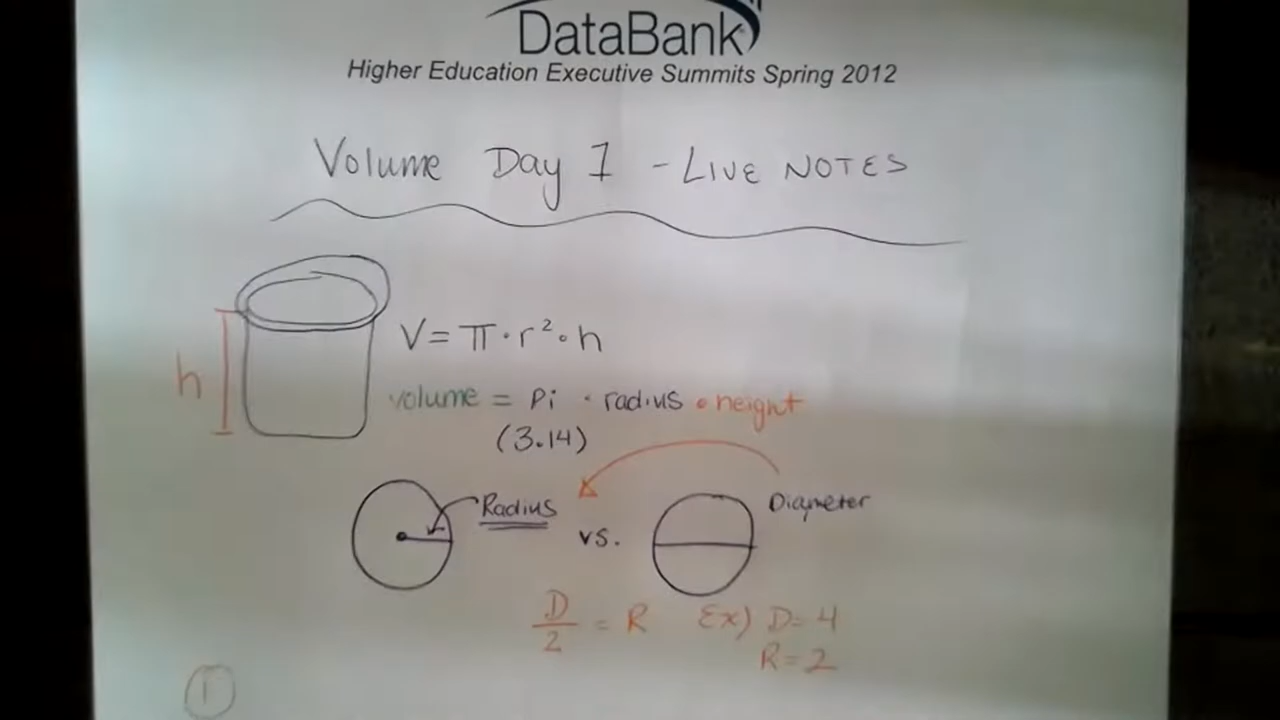 DataBank
Higher Education Executive Summits Spring 2012
Volume Day 1 - LIVE NOTES
V = π · r² · h
h
volume = Pi · radius · height
(3.14)
Radius
vs.
Diameter
D/2 = R Ex) D=4
R=2
1